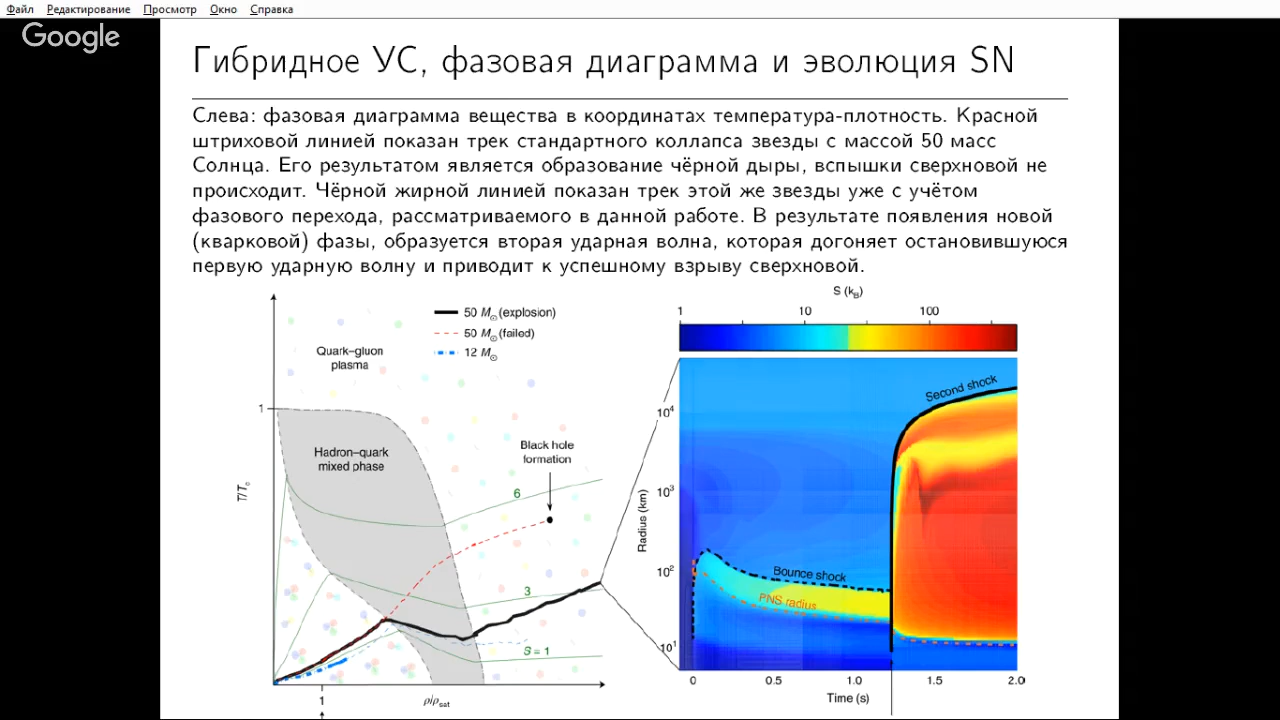 Файл Редактирование Просмотр Окно Справка
Google
Гибридное УС, фазовая диаграмма и эволюция SN
Слева: фазовая диаграмма вещества в координатах температура-плотность. Красной
штриховой линией показан трек стандартного коллапса звезды с массой 50 масс
Солнца. Его результатом является образование чёрной дыры, вспышки сверхновой не
происходит. Чёрной жирной линией показан трек этой же звезды уже с учётом
фазового перехода, рассматриваемого в данной работе. В результате появления новой
(кварковой) фазы, образуется вторая ударная волна, которая догоняет остановившуюся
первую ударную волну и приводит к успешному взрыву сверхновой.
50 M⊙ (explosion)
50 M⊙ (failed)
12 M⊙
Quark–gluon
plasma
1
Hadron–quark
mixed phase
Black hole
formation
T/Tc
6
3
S = 1
1
ρ/ρsat
S (kB)
1 10 100
Second shock
Bounce shock
PNS radius
Radius (km)
10⁴
10³
10²
10¹
0 0.5 1.0 1.5 2.0
Time (s)